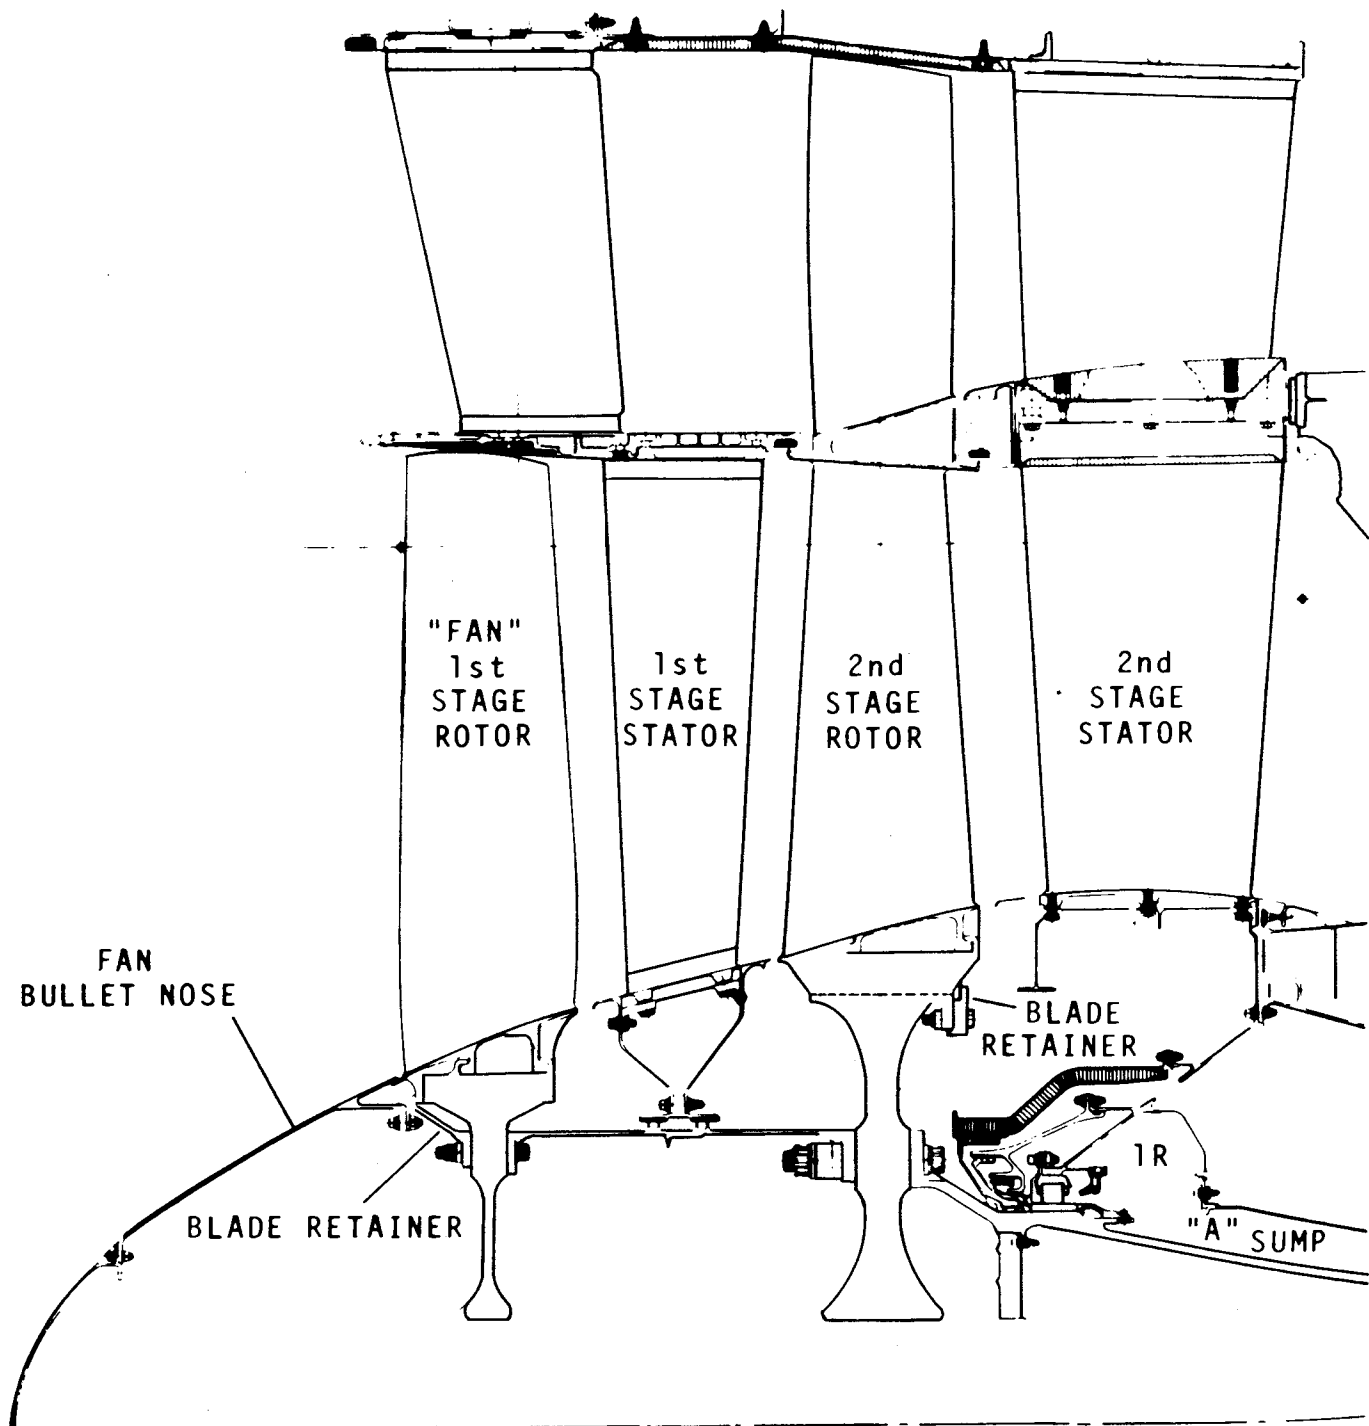 "FAN"
1st
STAGE
ROTOR
1st
STAGE
STATOR
2nd
STAGE
ROTOR
2nd
STAGE
STATOR
FAN
BULLET NOSE
BLADE
RETAINER
1R
BLADE RETAINER
"A" SUMP